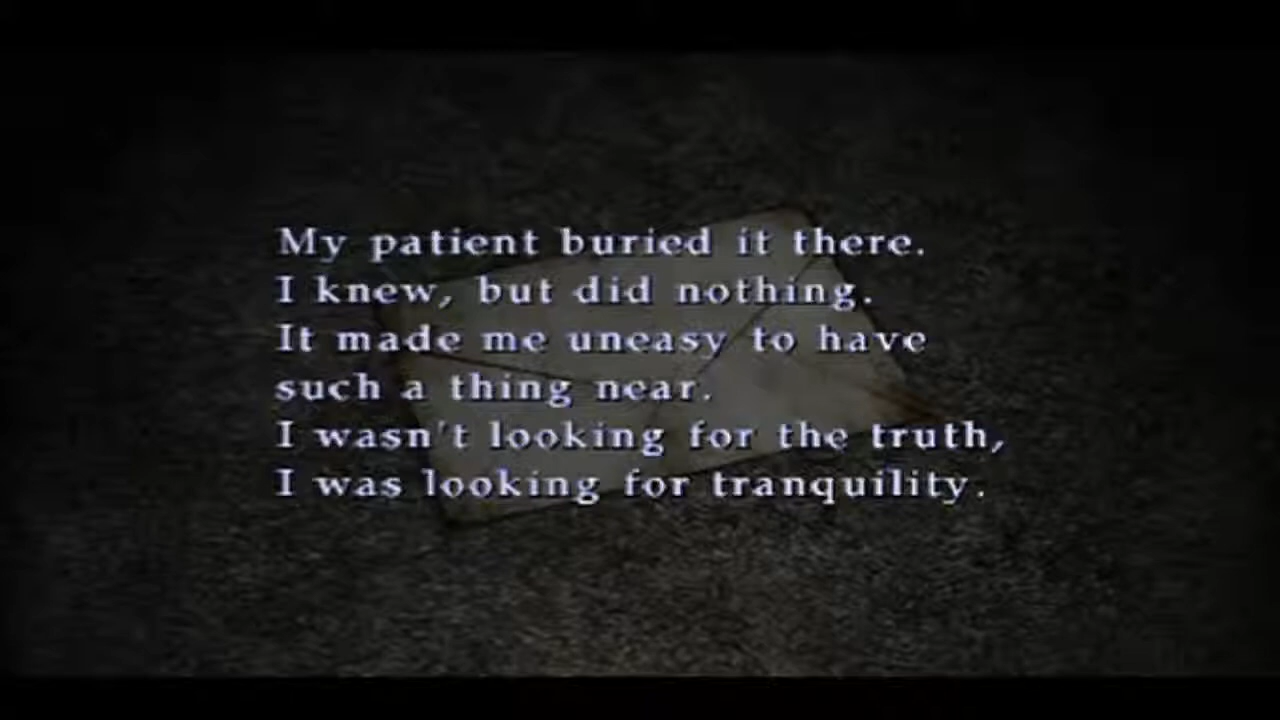 My patient buried it there.
I knew, but did nothing.
It made me uneasy to have
such a thing near.
I wasn't looking for the truth,
I was looking for tranquility.